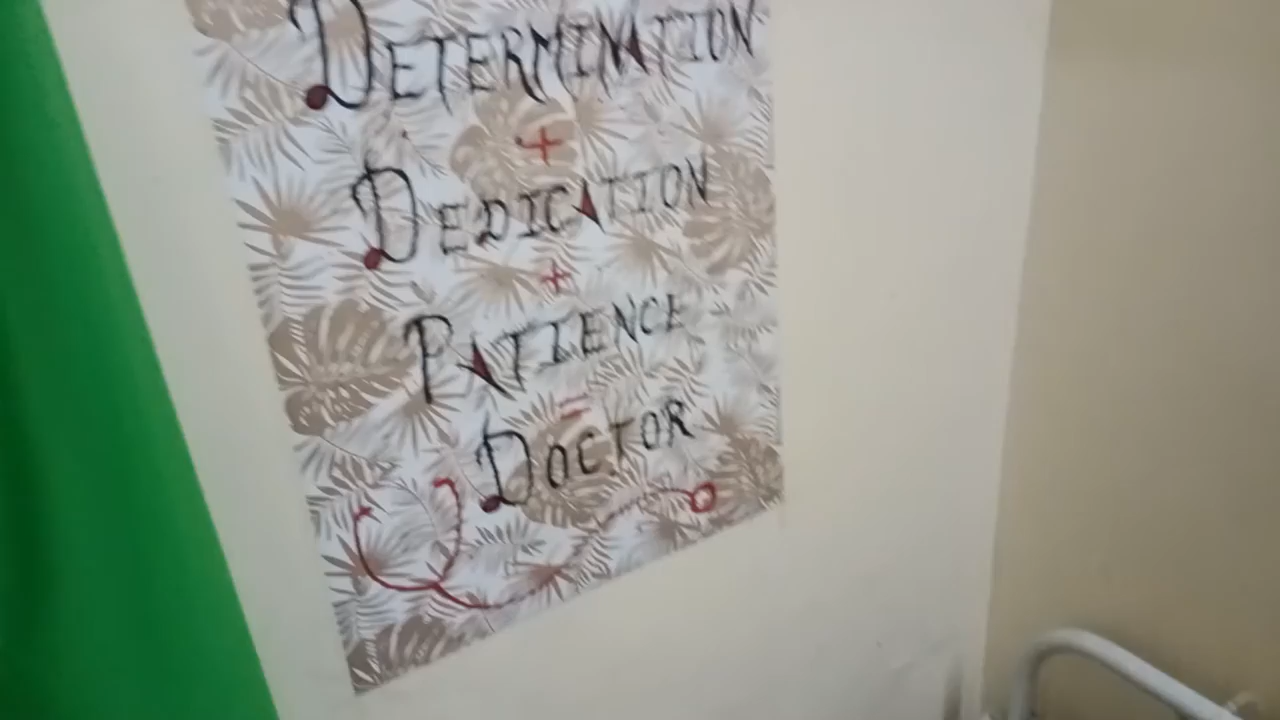 DETERMINATION
+
DEDICATION
+
PATIENCE
=
DOCTOR